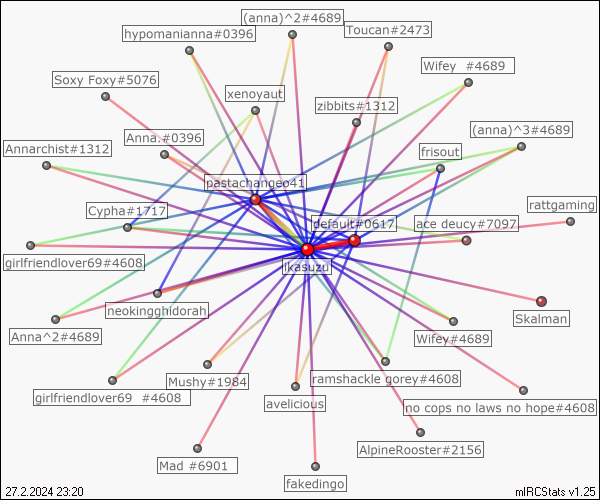 (anna)^2#4689
hypomanianna#0396
Toucan#2473
Wifey #4689
Soxy Foxy#5076
xenoyaut
zibbits#1312
(anna)^3#4689
Annarchist#1312
Anna.#0396
frisout
pastachangeo41
rattgaming
Cypha#1717
default#0617
ace deucy#7097
girlfriendlover69#4608
ikasuzu
neokingghidorah
Skalman
Anna^2#4689
Wifey#4689
Mushy#1984
ramshackle gorey#4608
girlfriendlover69 #4608
avelicious
no cops no laws no hope#4608
AlpineRooster#2156
Mad #6901
fakedingo
27.2.2024 23:20
mIRCStats v1.25